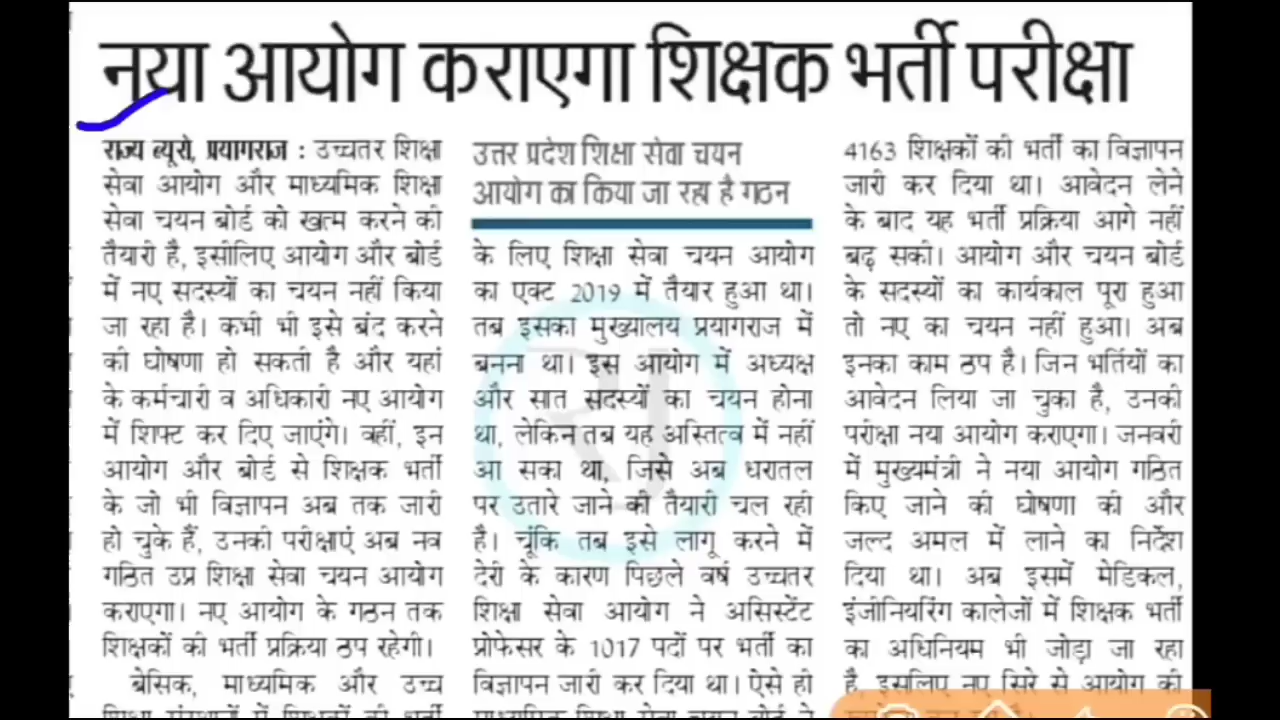 नया आयोग कराएगा शिक्षक भर्ती परीक्षा
राज्य ब्यूरो, प्रयागराज : उच्चतर शिक्षा
सेवा आयोग और माध्यमिक शिक्षा
सेवा चयन बोर्ड को खत्म करने की
तैयारी है, इसीलिए आयोग और बोर्ड
में नए सदस्यों का चयन नहीं किया
जा रहा है। कभी भी इसे बंद करने
की घोषणा हो सकती है और यहां
के कर्मचारी व अधिकारी नए आयोग
में शिफ्ट कर दिए जाएंगे। वहीं, इन
आयोग और बोर्ड से शिक्षक भर्ती
के जो भी विज्ञापन अब तक जारी
हो चुके हैं, उनकी परीक्षाएं अब नव
गठित उप्र शिक्षा सेवा चयन आयोग
कराएगा। नए आयोग के गठन तक
शिक्षकों की भर्ती प्रक्रिया ठप रहेगी।
बेसिक, माध्यमिक और उच्च
शिक्षा संस्थानों में शिक्षकों की भर्ती
उत्तर प्रदेश शिक्षा सेवा चयन
आयोग का किया जा रहा है गठन
के लिए शिक्षा सेवा चयन आयोग
का एक्ट 2019 में तैयार हुआ था।
तब इसका मुख्यालय प्रयागराज में
बनना था। इस आयोग में अध्यक्ष
और सात सदस्यों का चयन होना
था, लेकिन तब यह अस्तित्व में नहीं
आ सका था, जिसे अब धरातल
पर उतारे जाने की तैयारी चल रही
है। चूंकि तब इसे लागू करने में
देरी के कारण पिछले वर्ष उच्चतर
शिक्षा सेवा आयोग ने असिस्टेंट
प्रोफेसर के 1017 पदों पर भर्ती का
विज्ञापन जारी कर दिया था। ऐसे ही
माध्यमिक शिक्षा सेवा चयन बोर्ड ने
4163 शिक्षकों की भर्ती का विज्ञापन
जारी कर दिया था। आवेदन लेने
के बाद यह भर्ती प्रक्रिया आगे नहीं
बढ़ सकी। आयोग और चयन बोर्ड
के सदस्यों का कार्यकाल पूरा हुआ
तो नए का चयन नहीं हुआ। अब
इनका काम ठप है। जिन भर्तियों का
आवेदन लिया जा चुका है, उनकी
परीक्षा नया आयोग कराएगा। जनवरी
में मुख्यमंत्री ने नया आयोग गठित
किए जाने की घोषणा की और
जल्द अमल में लाने का निर्देश
दिया था। अब इसमें मेडिकल,
इंजीनियरिंग कालेजों में शिक्षक भर्ती
का अधिनियम भी जोड़ा जा रहा
है, इसलिए नए सिरे से आयोग की